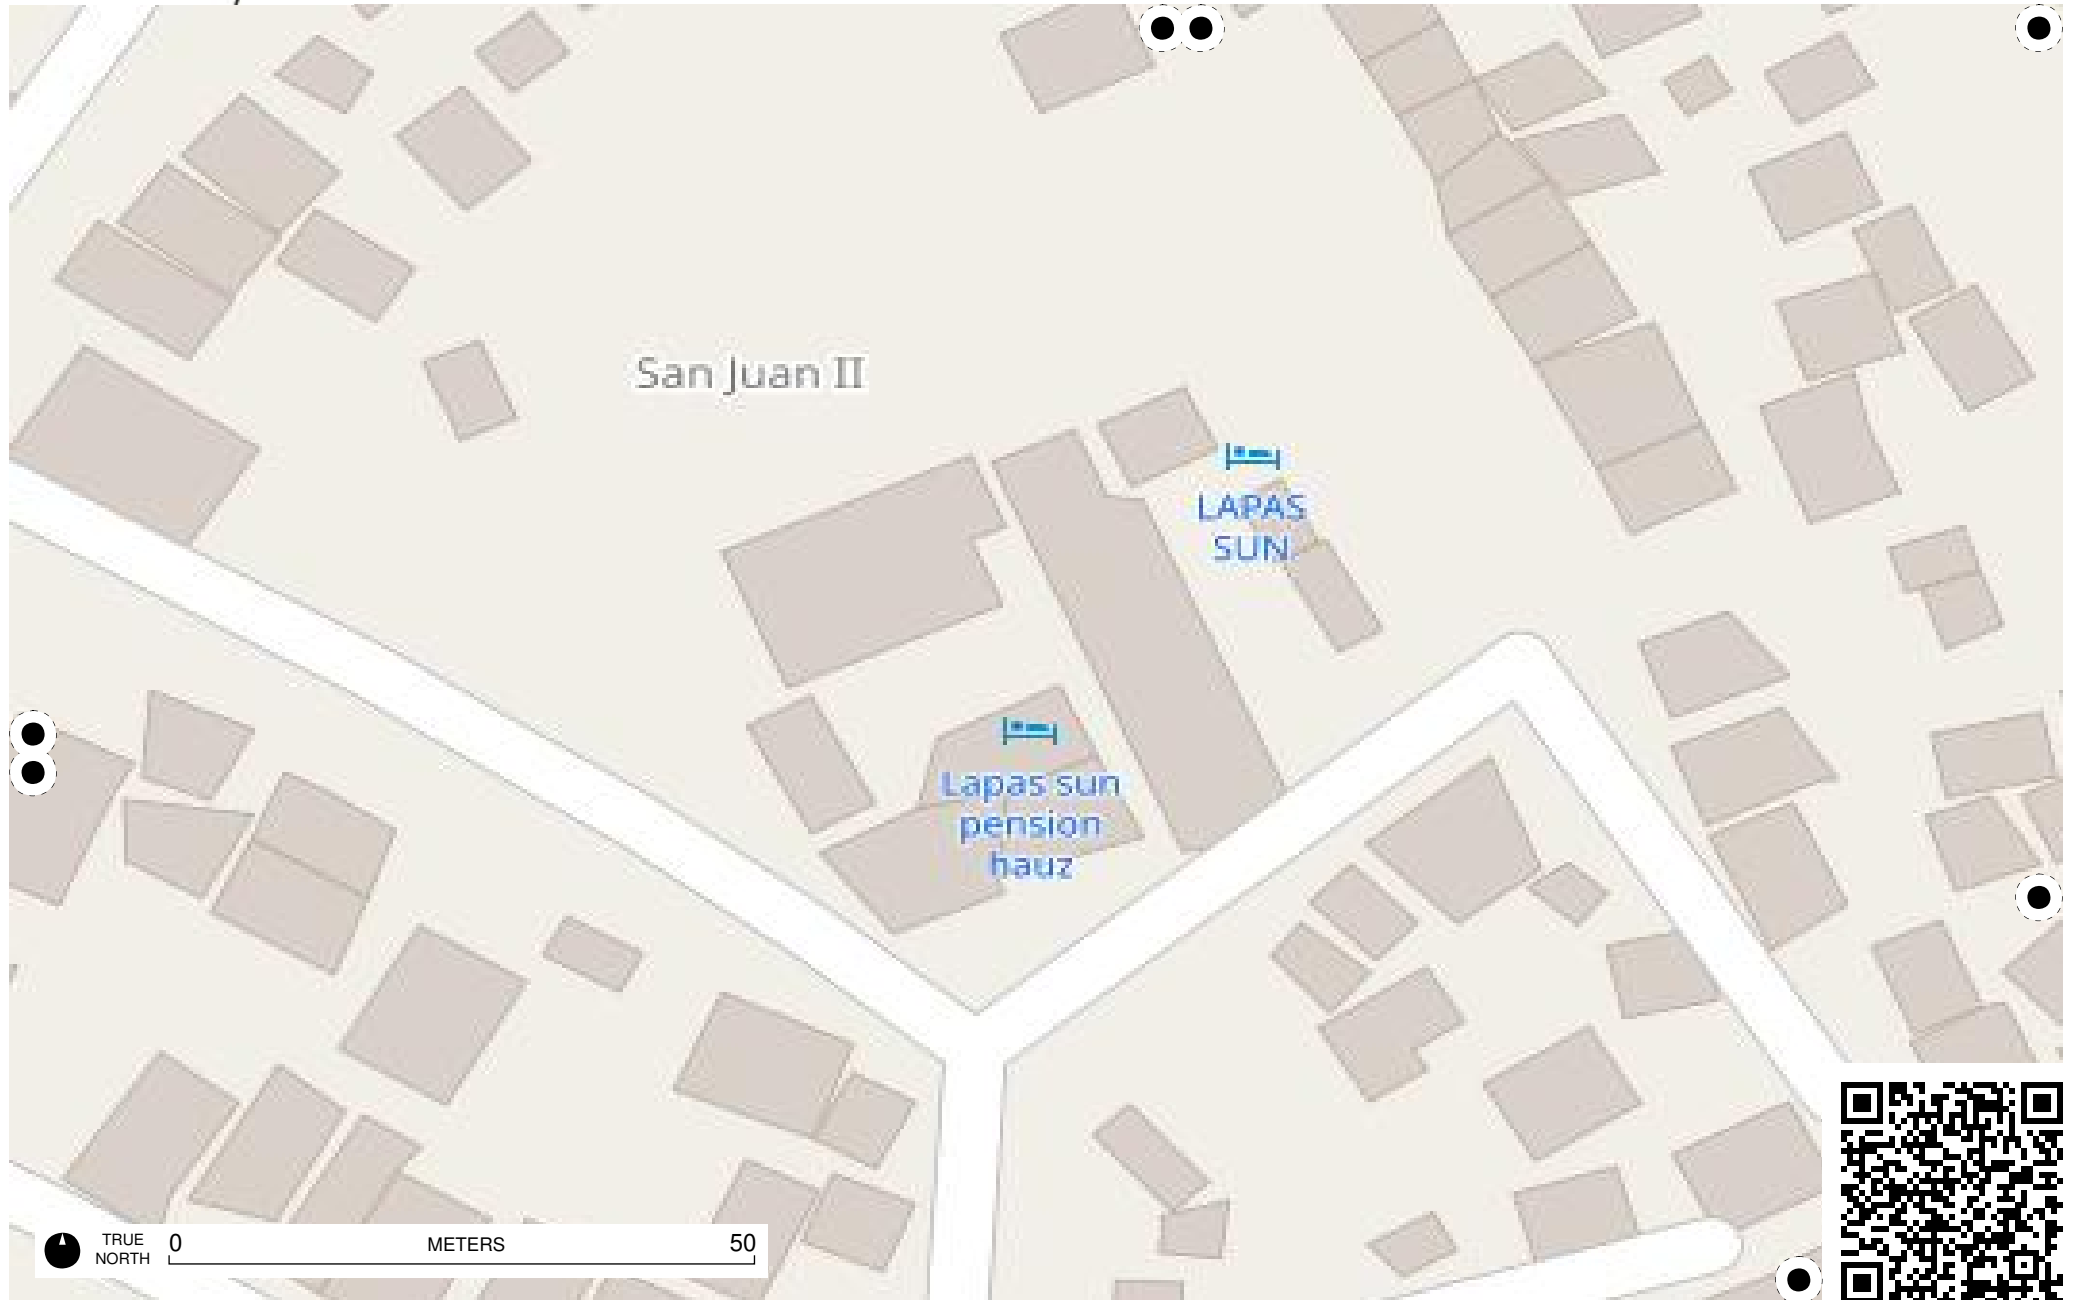 San Juan II
LAPAS
SUN
Lapas sun
pension
hauz
TRUE
NORTH
0
METERS
50